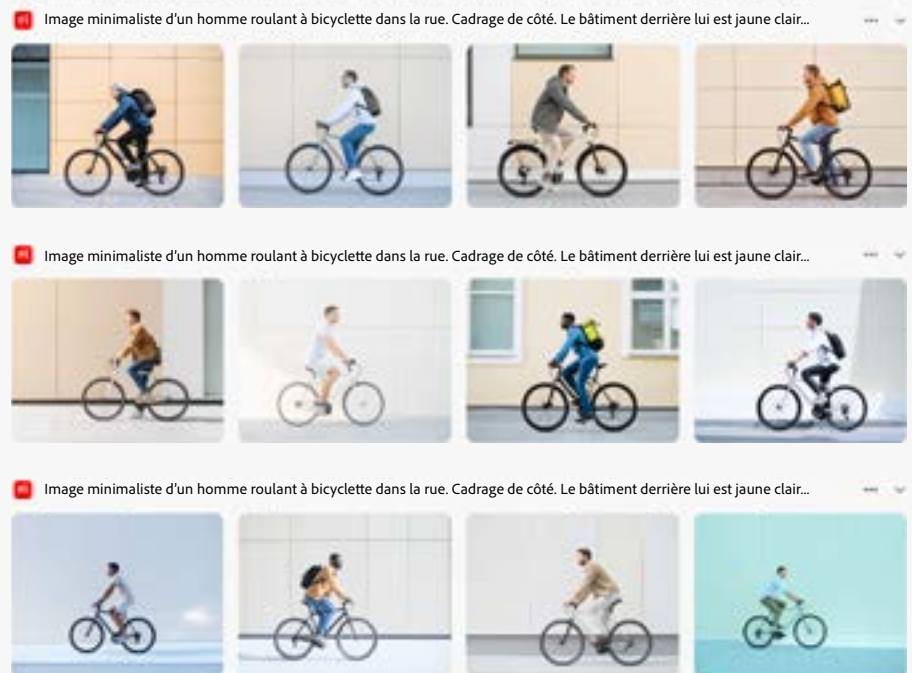 Image minimaliste d’un homme roulant à bicyclette dans la rue. Cadrage de côté. Le bâtiment derrière lui est jaune clair...
Image minimaliste d’un homme roulant à bicyclette dans la rue. Cadrage de côté. Le bâtiment derrière lui est jaune clair...
Image minimaliste d’un homme roulant à bicyclette dans la rue. Cadrage de côté. Le bâtiment derrière lui est jaune clair...